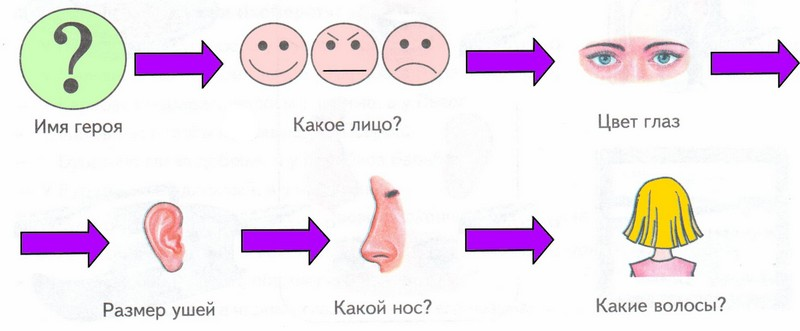 ?
Имя героя
Какое лицо?
Цвет глаз
Размер ушей
Какой нос?
Какие волосы?